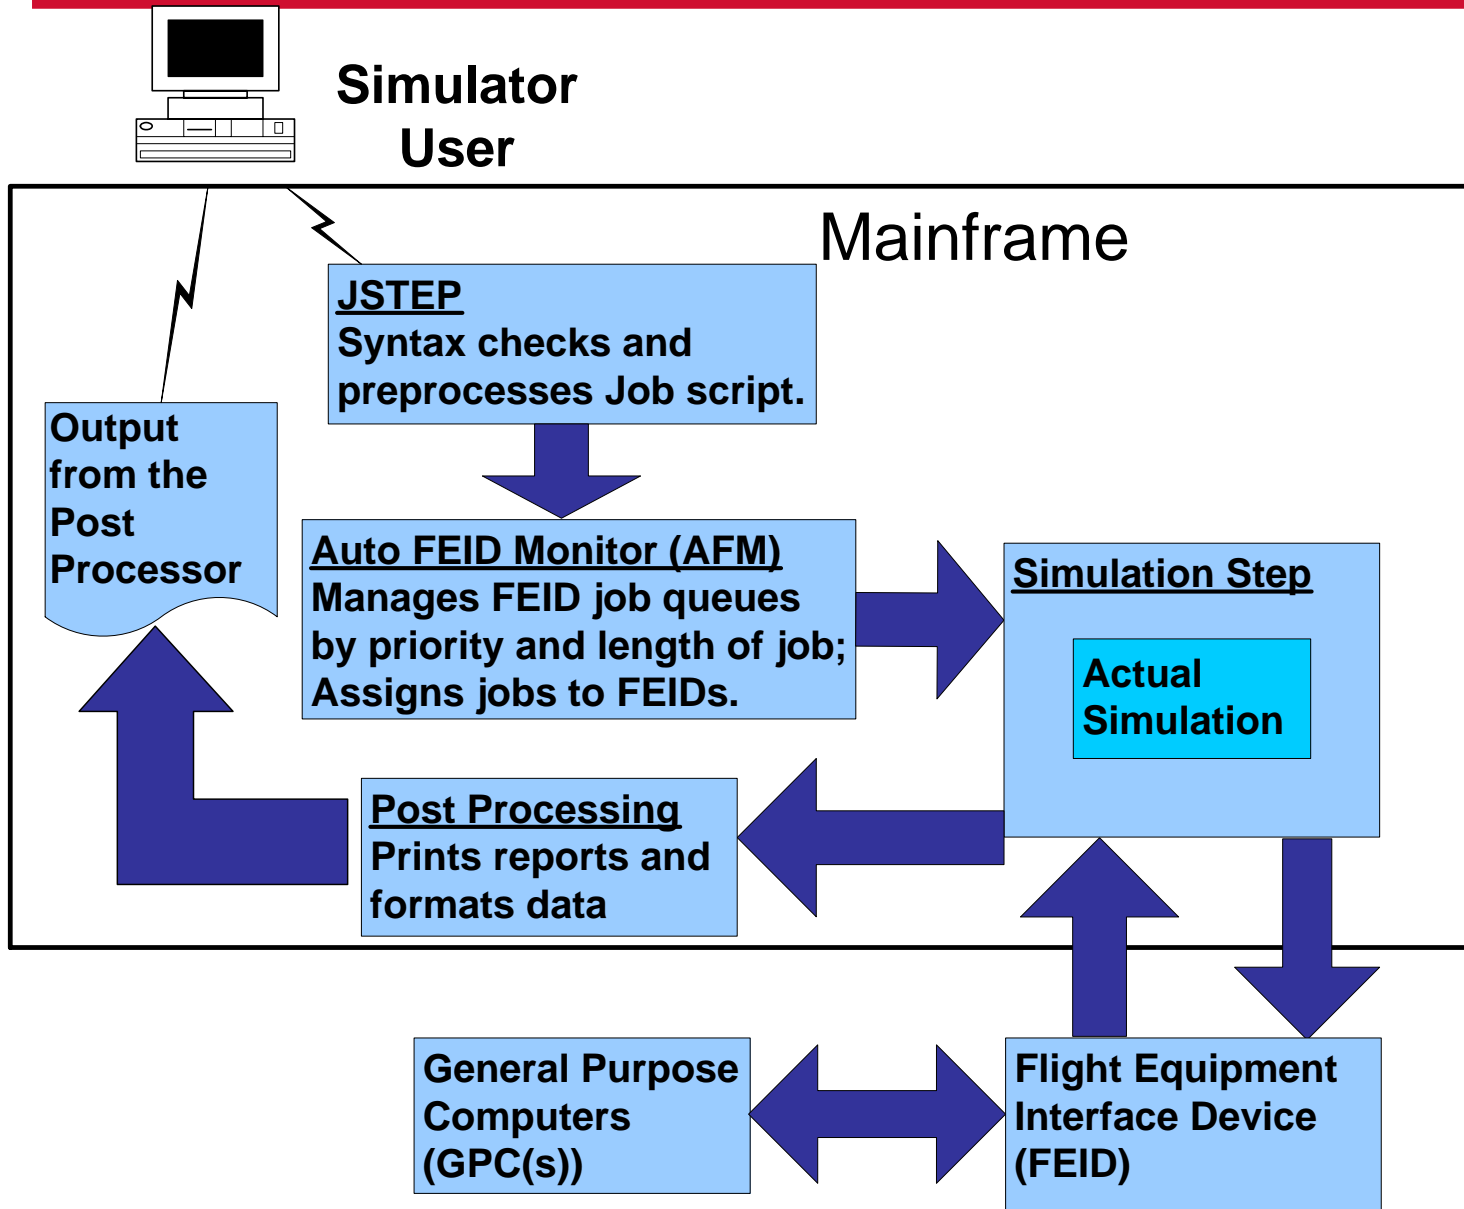 Simulator
User
Mainframe
JSTEP
Syntax checks and
preprocesses Job script.
Output
from the
Post
Processor
Auto FEID Monitor (AFM)
Manages FEID job queues
by priority and length of job;
Assigns jobs to FEIDs.
Simulation Step
Actual
Simulation
Post Processing
Prints reports and
formats data
General Purpose
Computers
(GPC(s))
Flight Equipment
Interface Device
(FEID)